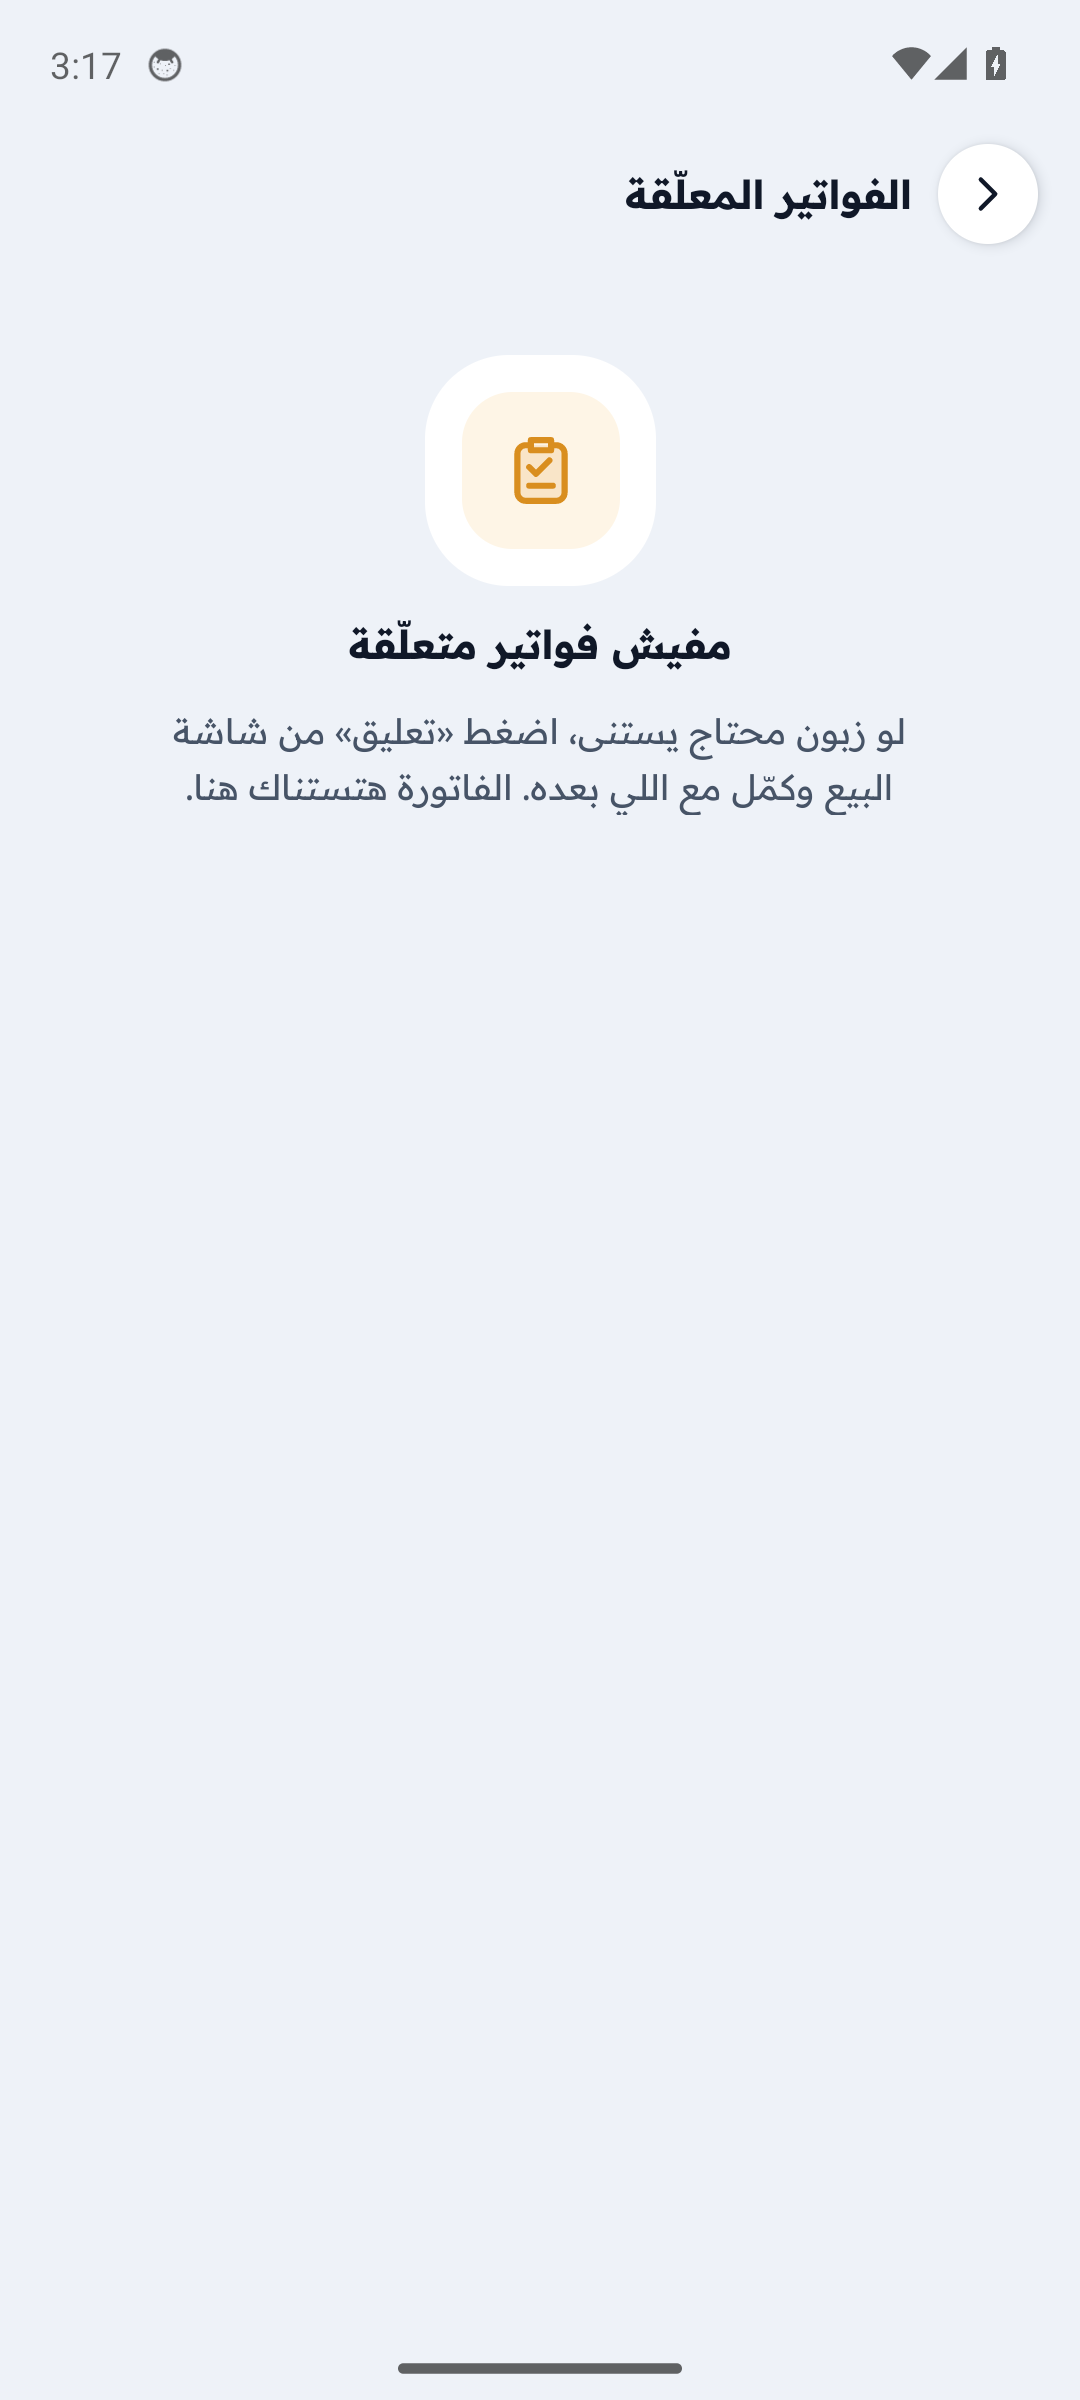 3:17
الفواتير المعلّقة
مفيش فواتير متعلّقة
لو زبون محتاج يستنى، اضغط «تعليق» من شاشة
البيع وكمّل مع اللي بعده. الفاتورة هتستناك هنا.